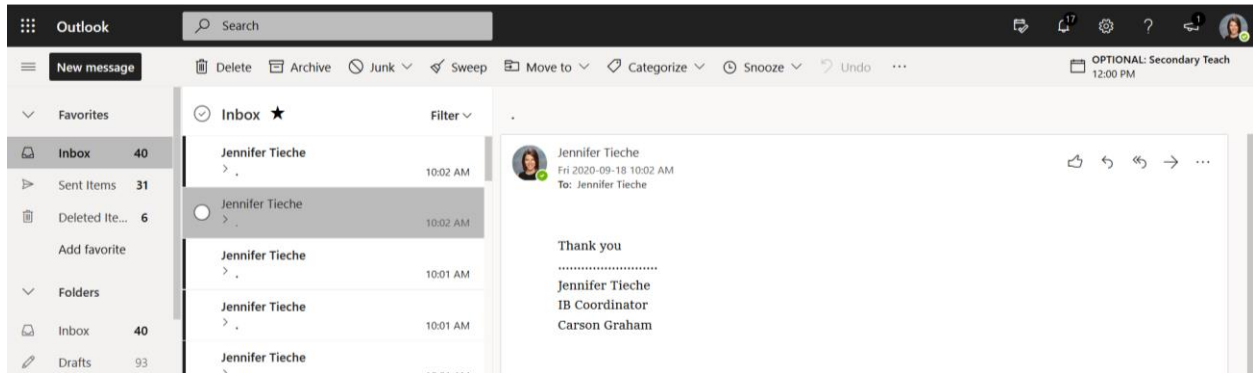 Outlook
Search
17
?
1
New message
Delete Archive Junk Sweep Move to Categorize Snooze Undo ...
OPTIONAL: Secondary Teach
12:00 PM
Favorites
Inbox 40
Sent Items 31
Deleted Ite... 6
Add favorite
Folders
Inbox 40
Drafts 93
Inbox ★ Filter
Jennifer Tieche
> . 10:02 AM
Jennifer Tieche
> . 10:02 AM
Jennifer Tieche
> . 10:01 AM
Jennifer Tieche
> . 10:01 AM
Jennifer Tieche
.
Jennifer Tieche
Fri 2020-09-18 10:02 AM
To: Jennifer Tieche
Thank you
..........................
Jennifer Tieche
IB Coordinator
Carson Graham